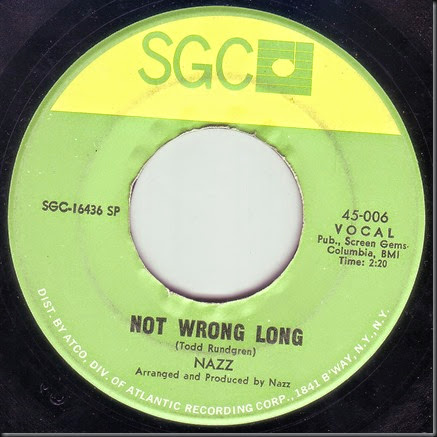 SGC
SGC-16436 SP
45-006
VOCAL
Pub., Screen Gems-
Columbia, BMI
Time: 2:20
NOT WRONG LONG
(Todd Rundgren)
NAZZ
Arranged and Produced by Nazz
DIST. BY ATCO, DIV. OF ATLANTIC RECORDING CORP., 1841 B'WAY, N.Y., N.Y.